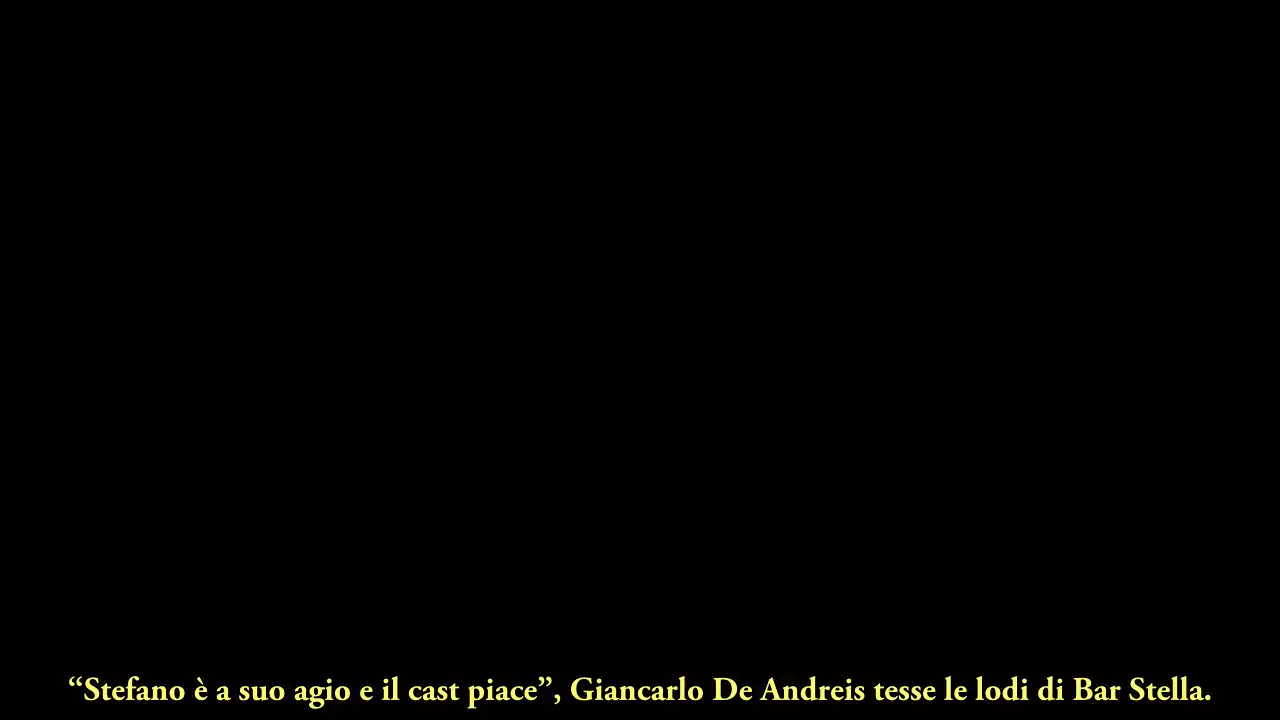 “Stefano è a suo agio e il cast piace”, Giancarlo De Andreis tesse le lodi di Bar Stella.